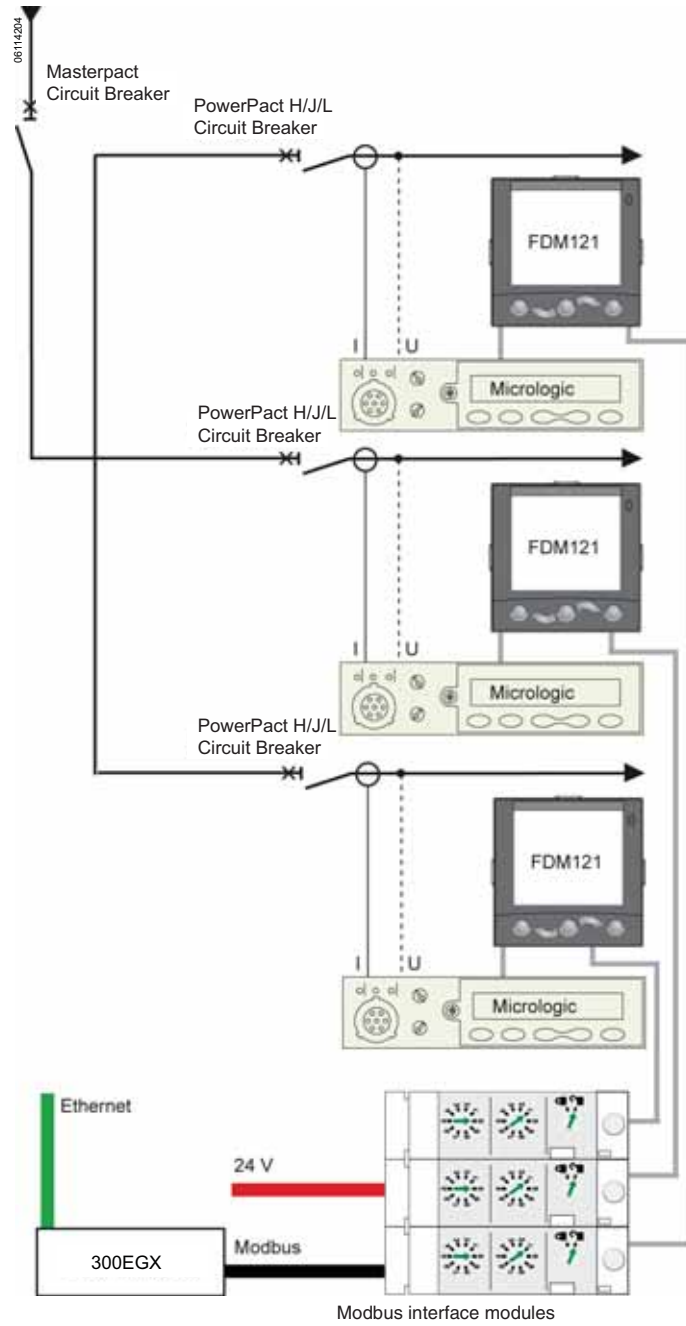 06114204
Masterpact
Circuit Breaker
PowerPact H/J/L
Circuit Breaker
FDM121
I
U
Micrologic
PowerPact H/J/L
Circuit Breaker
FDM121
I
U
Micrologic
PowerPact H/J/L
Circuit Breaker
FDM121
I
U
Micrologic
Ethernet
24 V
Modbus
300EGX
Modbus interface modules